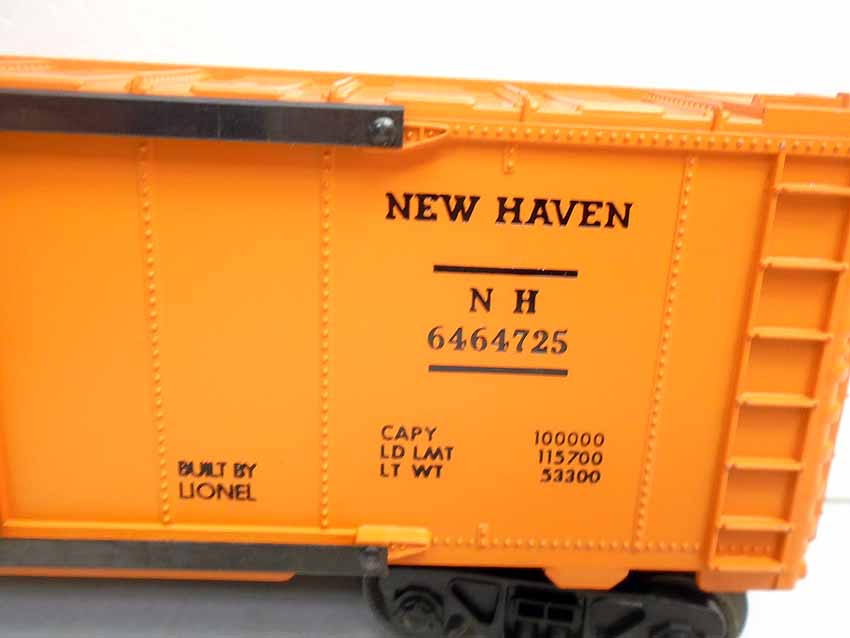 NEW HAVEN
N H
6464725
CAPY 100000
LD LMT 115700
LT WT 53300
BUILT BY
LIONEL